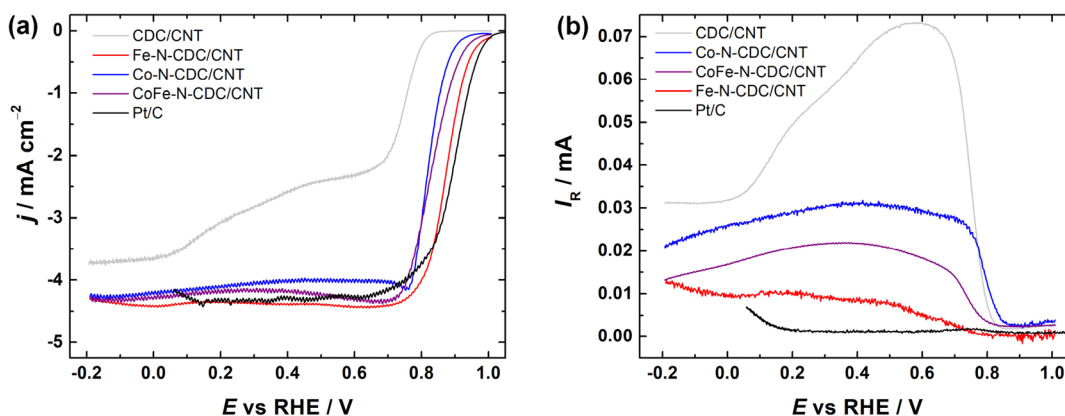 (a)
0
-1
-2
-3
-4
-5
j / mA cm⁻²
CDC/CNT
Fe-N-CDC/CNT
Co-N-CDC/CNT
CoFe-N-CDC/CNT
Pt/C
-0.2 0.0 0.2 0.4 0.6 0.8 1.0
E vs RHE / V
(b)
0.07
0.06
0.05
0.04
0.03
0.02
0.01
0.00
I_R / mA
CDC/CNT
Co-N-CDC/CNT
CoFe-N-CDC/CNT
Fe-N-CDC/CNT
Pt/C
-0.2 0.0 0.2 0.4 0.6 0.8 1.0
E vs RHE / V